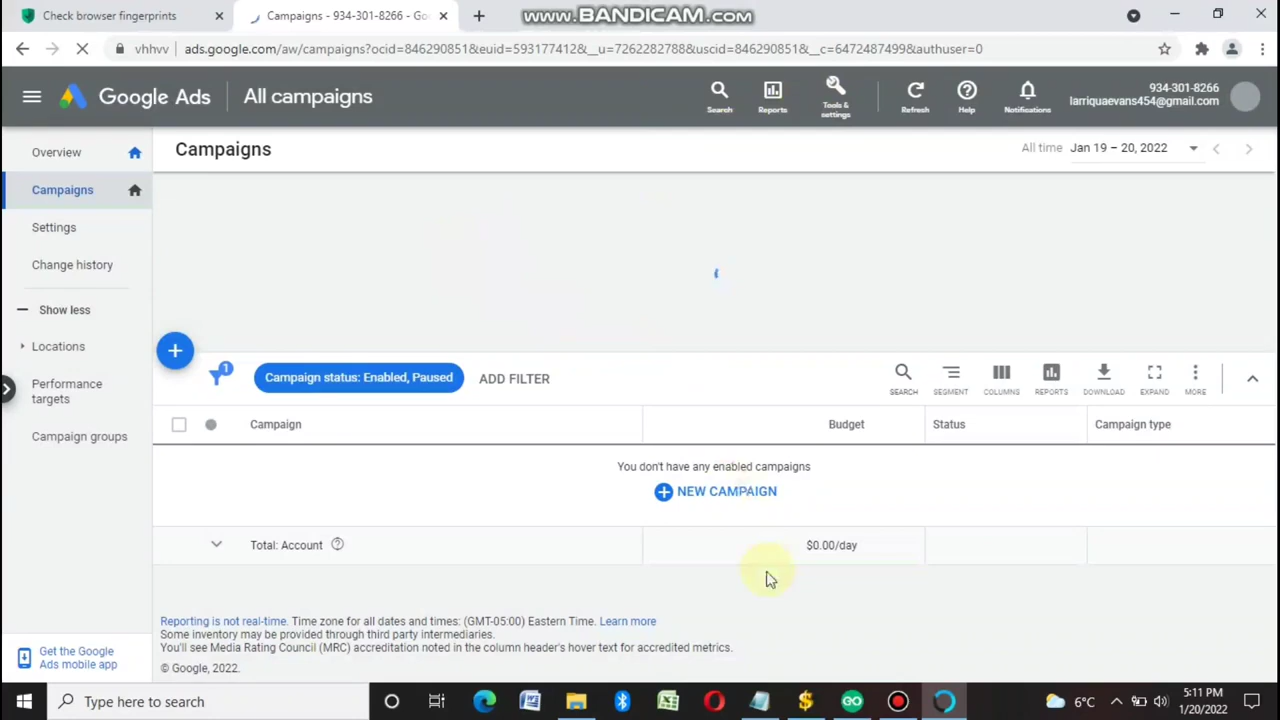 www.BANDICAM.com
Check browser fingerprints
Campaigns - 934-301-8266 - Goo
vhhvv
ads.google.com/aw/campaigns?ocid=846290851&euid=593177412&__u=7262282788&uscid=846290851&__c=6472487499&authuser=0
Google Ads
All campaigns
Search
Reports
Tools & settings
Refresh
Help
Notifications
934-301-8266
larriquaevans454@gmail.com
Overview
Campaigns
Settings
Change history
Show less
Locations
Performance
targets
Campaign groups
Get the Google
Ads mobile app
Campaigns
All time Jan 19 – 20, 2022
1
Campaign status: Enabled, Paused
ADD FILTER
SEARCH
SEGMENT
COLUMNS
REPORTS
DOWNLOAD
EXPAND
MORE
Campaign
Budget
Status
Campaign type
You don't have any enabled campaigns
NEW CAMPAIGN
Total: Account
$0.00/day
Reporting is not real-time. Time zone for all dates and times: (GMT-05:00) Eastern Time. Learn more
Some inventory may be provided through third party intermediaries.
You'll see Media Rating Council (MRC) accreditation noted in the column header's hover text for accredited metrics.
© Google, 2022.
Type here to search
6°C
5:11 PM
1/20/2022